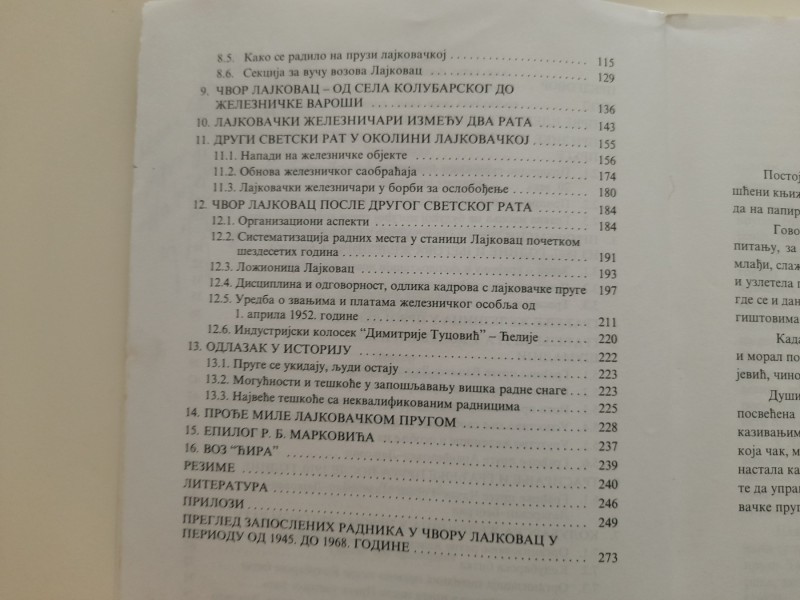 8.5. Како се радило на прузи лајковачкој 115
8.6. Секција за вучу возова Лајковац 129
9. ЧВОР ЛАЈКОВАЦ – ОД СЕЛА КОЛУБАРСКОГ ДО
ЖЕЛЕЗНИЧКЕ ВАРОШИ 136
10. ЛАЈКОВАЧКИ ЖЕЛЕЗНИЧАРИ ИЗМЕЂУ ДВА РАТА 143
11. ДРУГИ СВЕТСКИ РАТ У ОКОЛИНИ ЛАЈКОВАЧКОЈ 155
11.1. Напади на железничке објекте 156
11.2. Обнова железничког саобраћаја 174
11.3. Лајковачки железничари у борби за ослобођење 180
12. ЧВОР ЛАЈКОВАЦ ПОСЛЕ ДРУГОГ СВЕТСКОГ РАТА 184
12.1. Организациони аспекти 184
12.2. Систематизација радних места у станици Лајковац почетком
шездесетих година 191
12.3. Ложионица Лајковац 193
12.4. Дисциплина и одговорност, одлика кадрова с лајковачке пруге 197
12.5. Уредба о звањима и платама железничког особља од
1. априла 1952. године 211
12.6. Индустријски колосек “Димитрије Туцовић” – Ћелије 220
13. ОДЛАЗАК У ИСТОРИЈУ 222
13.1. Пруге се укидају, људи остају 223
13.2. Могућности и тешкоће у запошљавању вишка радне снаге 223
13.3. Највеће тешкоће са неквалификованим радницима 225
14. ПРОЂЕ МИЛЕ ЛАЈКОВАЧКОМ ПРУГОМ 228
15. ЕПИЛОГ Р. Б. МАРКОВИЋА 237
16. ВОЗ “ЋИРА” 239
РЕЗИМЕ 240
ЛИТЕРАТУРА 246
ПРИЛОЗИ 249
ПРЕГЛЕД ЗАПОСЛЕНИХ РАДНИКА У ЧВОРУ ЛАЈКОВАЦ У
ПЕРИОДУ ОД 1945. ДО 1968. ГОДИНЕ 273
Постој
шћени књиж
да на папир
Гово
питању, за
млађи, слаж
и узлетела п
где се и дан
гиштовима
Када
и морал по
јевић, чино
Души
посвећена
казивањим
која чак, м
настала ка
те да управ
вачке пруг